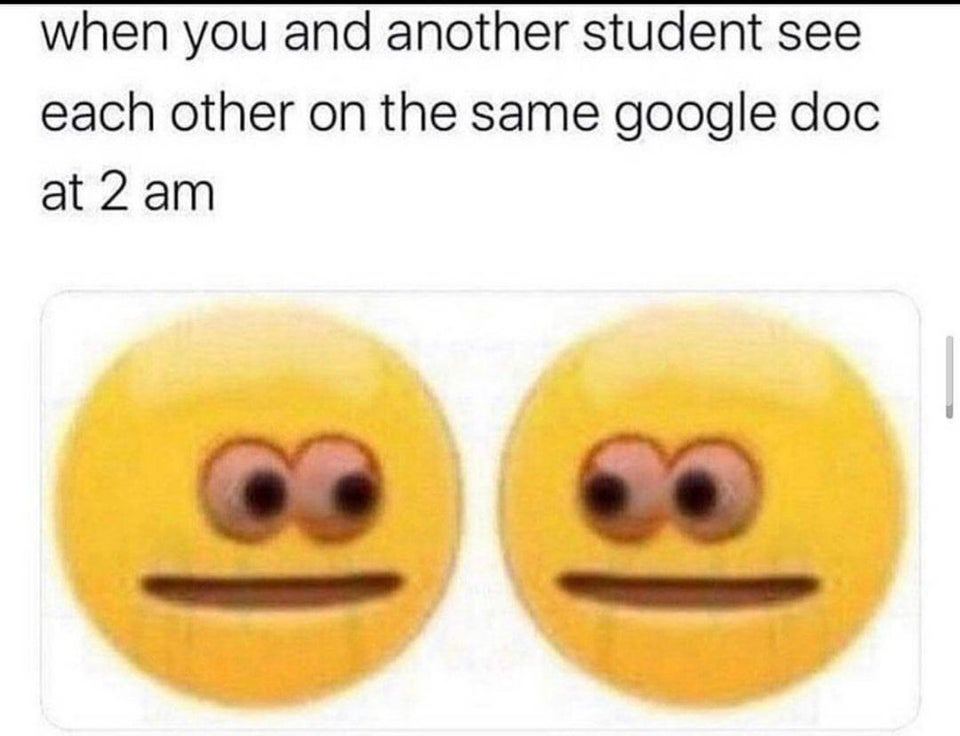 when you and another student see
each other on the same google doc
at 2 am